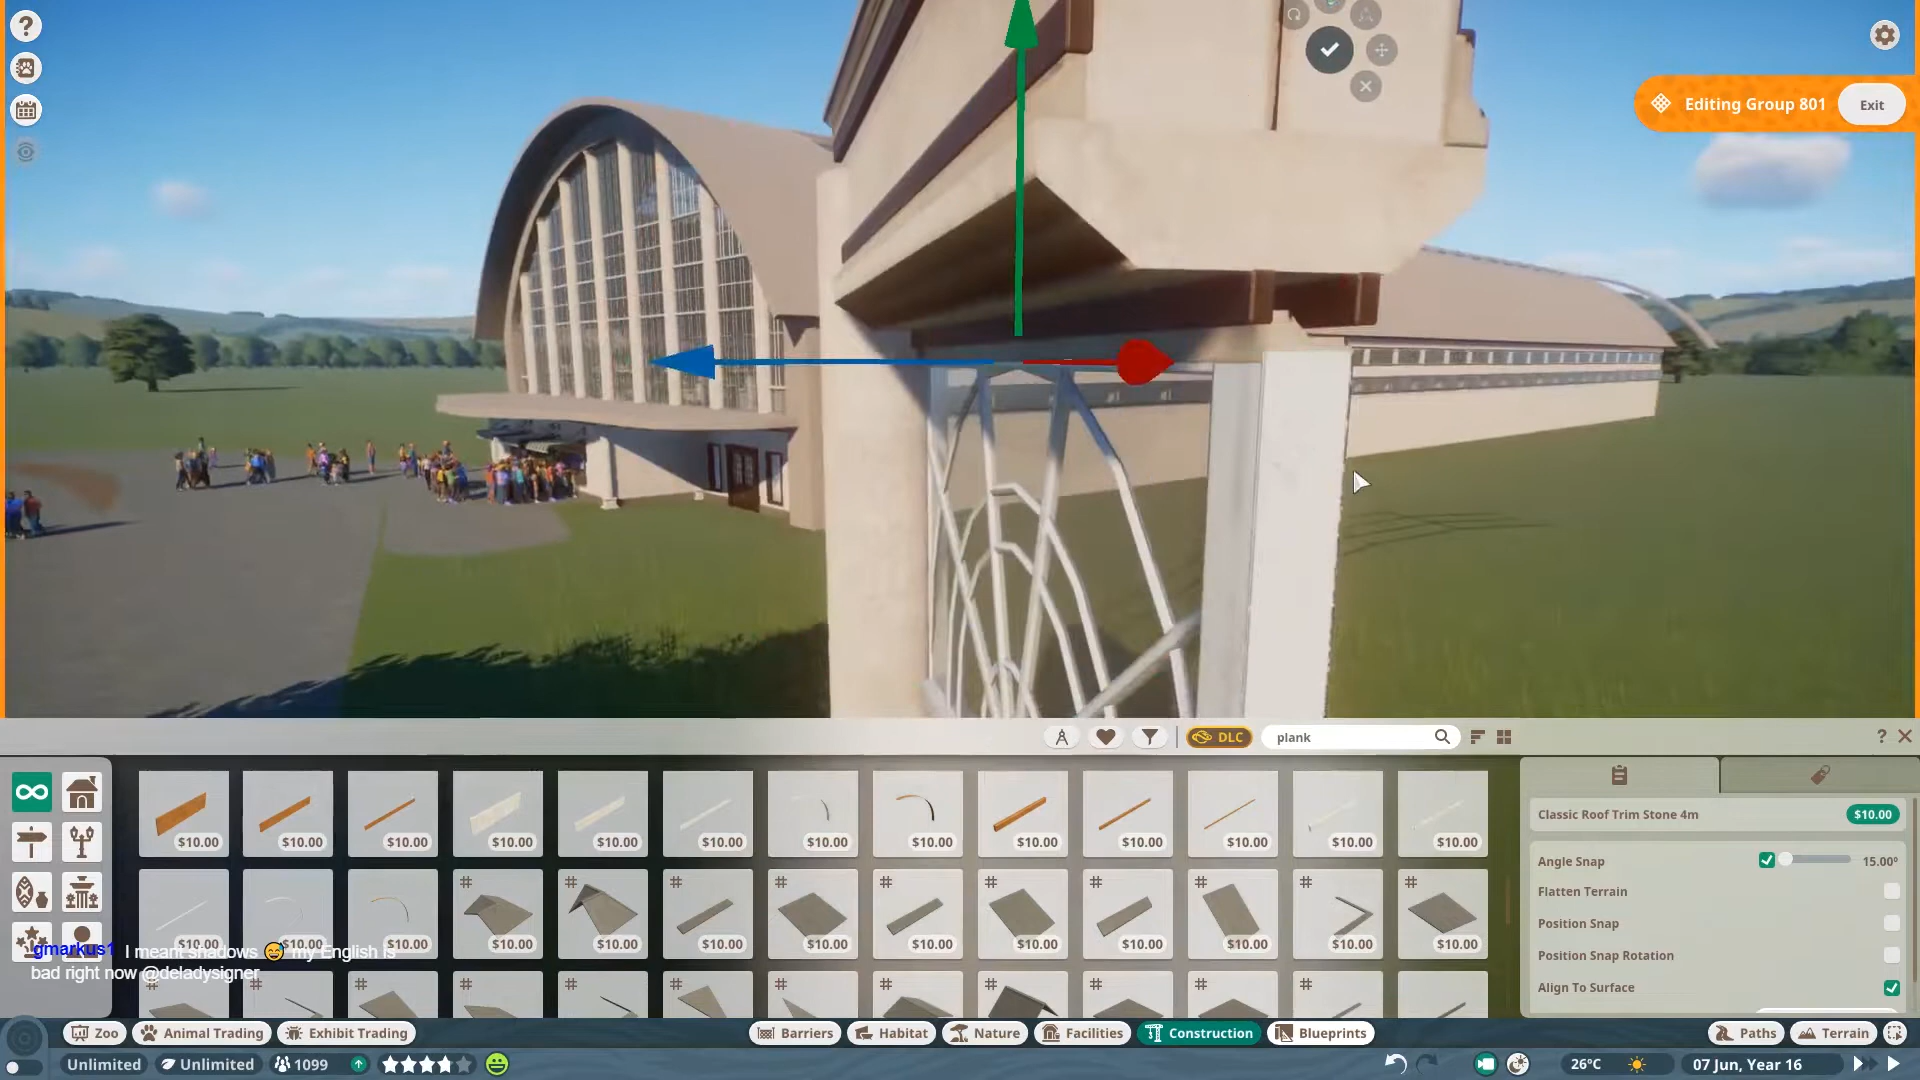 ?
Editing Group 801
Exit
DLC
plank
?
$10.00 $10.00 $10.00 $10.00 $10.00 $10.00 $10.00 $10.00 $10.00 $10.00 $10.00 $10.00 $10.00
Classic Roof Trim Stone 4m
$10.00
Angle Snap
15.00°
Flatten Terrain
Position Snap
Position Snap Rotation
Align To Surface
# # # # # # # # # #
$10.00 $10.00 $10.00 $10.00 $10.00 $10.00 $10.00 $10.00 $10.00 $10.00 $10.00 $10.00 $10.00
gmarkus1 I meant shadows 😅 my English is
bad right now @deladysigner
# # # # # # # # # # # #
Zoo
Animal Trading
Exhibit Trading
Barriers
Habitat
Nature
Facilities
Construction
Blueprints
Paths
Terrain
Unlimited
Unlimited
1099
26°C
07 Jun, Year 16